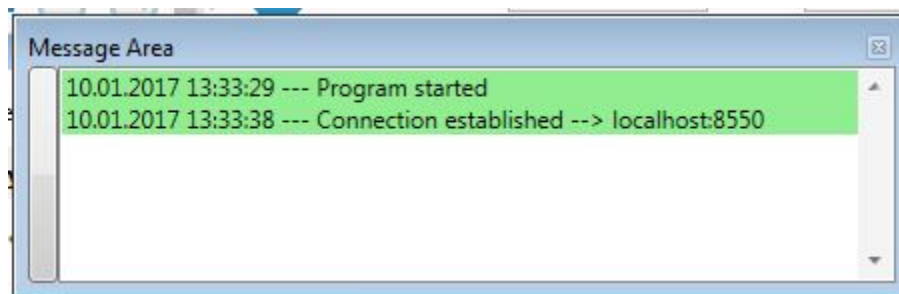 Message Area
10.01.2017 13:33:29 --- Program started
10.01.2017 13:33:38 --- Connection established --> localhost:8550